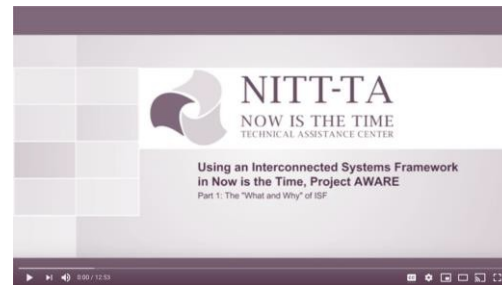 NITT-TA
NOW IS THE TIME
TECHNICAL ASSISTANCE CENTER
Using an Interconnected Systems Framework
in Now is the Time, Project AWARE
Part 1: The "What and Why" of ISF
0:00 / 12:53